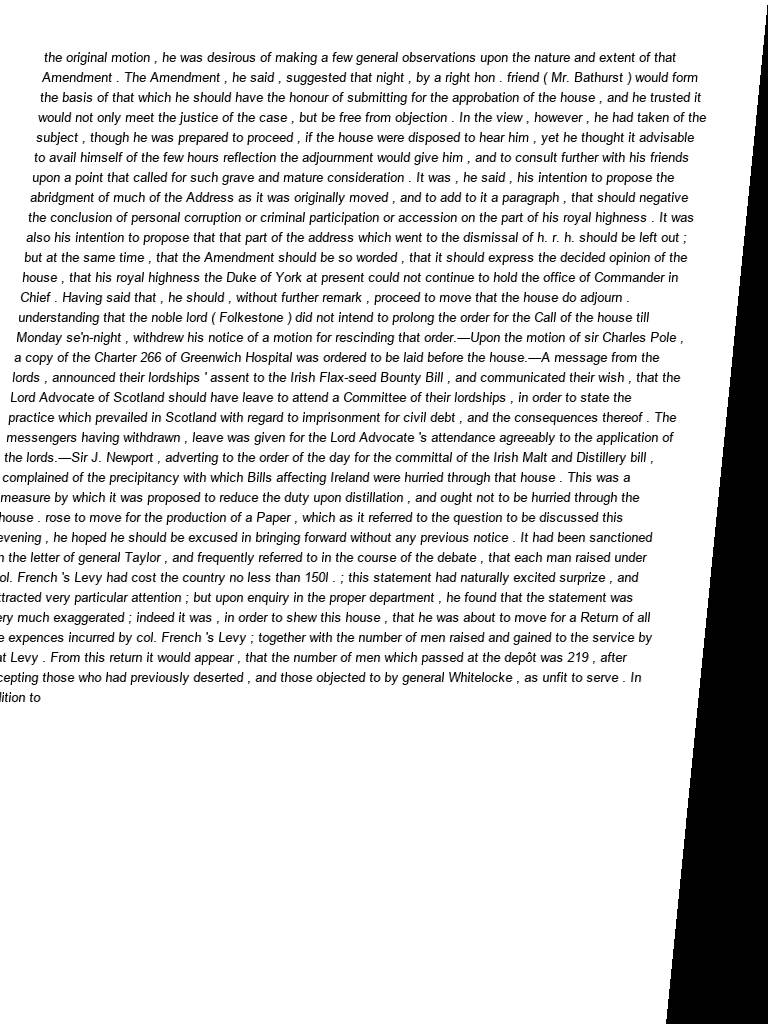 the original motion , he was desirous of making a few general observations upon the nature and extent of that
Amendment . The Amendment , he said , suggested that night , by a right hon . friend ( Mr. Bathurst ) would form
the basis of that which he should have the honour of submitting for the approbation of the house , and he trusted it
would not only meet the justice of the case , but be free from objection . In the view , however , he had taken of the
subject , though he was prepared to proceed , if the house were disposed to hear him , yet he thought it advisable
to avail himself of the few hours reflection the adjournment would give him , and to consult further with his friends
upon a point that called for such grave and mature consideration . It was , he said , his intention to propose the
abridgment of much of the Address as it was originally moved , and to add to it a paragraph , that should negative
the conclusion of personal corruption or criminal participation or accession on the part of his royal highness . It was
also his intention to propose that that part of the address which went to the dismissal of h. r. h. should be left out ;
but at the same time , that the Amendment should be so worded , that it should express the decided opinion of the
house , that his royal highness the Duke of York at present could not continue to hold the office of Commander in
Chief . Having said that , he should , without further remark , proceed to move that the house do adjourn .
understanding that the noble lord ( Folkestone ) did not intend to prolong the order for the Call of the house till
Monday se'n-night , withdrew his notice of a motion for rescinding that order.—Upon the motion of sir Charles Pole ,
a copy of the Charter 266 of Greenwich Hospital was ordered to be laid before the house.—A message from the
lords , announced their lordships ' assent to the Irish Flax-seed Bounty Bill , and communicated their wish , that the
Lord Advocate of Scotland should have leave to attend a Committee of their lordships , in order to state the
practice which prevailed in Scotland with regard to imprisonment for civil debt , and the consequences thereof . The
messengers having withdrawn , leave was given for the Lord Advocate 's attendance agreeably to the application of
the lords.—Sir J. Newport , adverting to the order of the day for the committal of the Irish Malt and Distillery bill ,
complained of the precipitancy with which Bills affecting Ireland were hurried through that house . This was a
measure by which it was proposed to reduce the duty upon distillation , and ought not to be hurried through the
house . rose to move for the production of a Paper , which as it referred to the question to be discussed this
evening , he hoped he should be excused in bringing forward without any previous notice . It had been sanctioned
the letter of general Taylor , and frequently referred to in the course of the debate , that each man raised under
French 's Levy had cost the country no less than 150l . ; this statement had naturally excited surprize , and
very particular attention ; but upon enquiry in the proper department , he found that the statement was
much exaggerated ; indeed it was , in order to shew this house , that he was about to move for a Return of all
expences incurred by col. French 's Levy ; together with the number of men raised and gained to the service by
Levy . From this return it would appear , that the number of men which passed at the depôt was 219 , after
those who had previously deserted , and those objected to by general Whitelocke , as unfit to serve . In
to